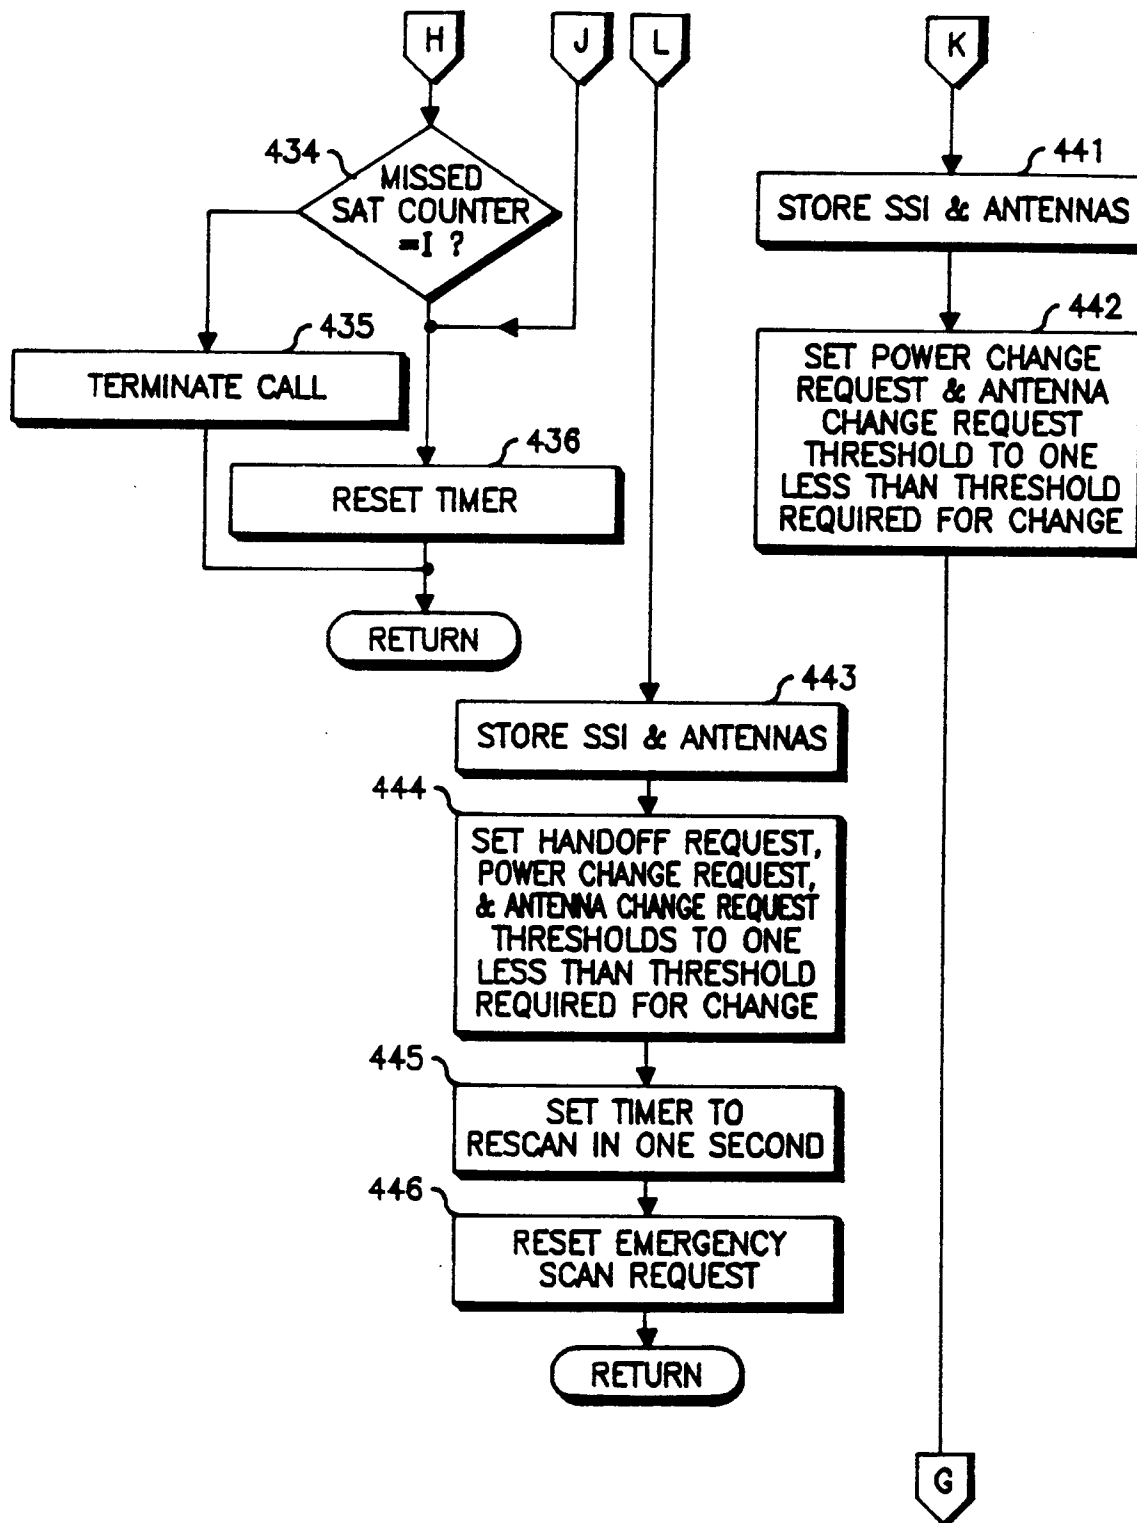 H
J
L
K
434
MISSED
SAT COUNTER
=I ?
441
STORE SSI & ANTENNAS
435
TERMINATE CALL
442
SET POWER CHANGE
REQUEST & ANTENNA
CHANGE REQUEST
THRESHOLD TO ONE
LESS THAN THRESHOLD
REQUIRED FOR CHANGE
436
RESET TIMER
RETURN
443
STORE SSI & ANTENNAS
444
SET HANDOFF REQUEST,
POWER CHANGE REQUEST,
& ANTENNA CHANGE REQUEST
THRESHOLDS TO ONE
LESS THAN THRESHOLD
REQUIRED FOR CHANGE
445
SET TIMER TO
RESCAN IN ONE SECOND
446
RESET EMERGENCY
SCAN REQUEST
RETURN
G